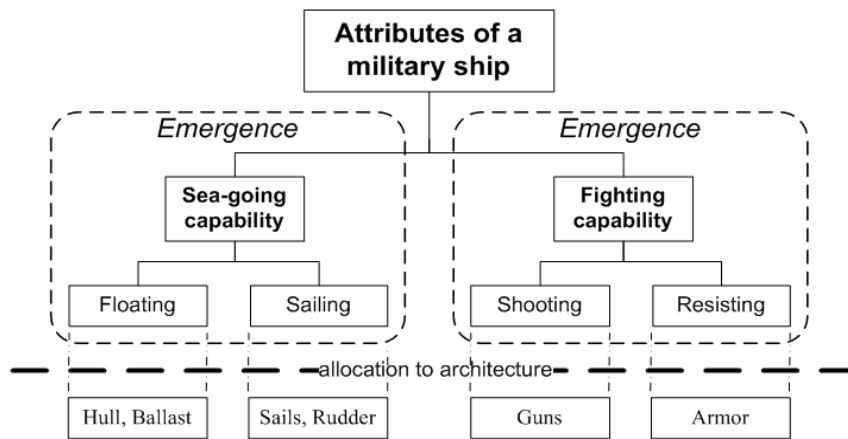 Attributes of a
military ship
Emergence
Emergence
Sea-going
capability
Fighting
capability
Floating
Sailing
Shooting
Resisting
allocation to architecture
Hull, Ballast
Sails, Rudder
Guns
Armor